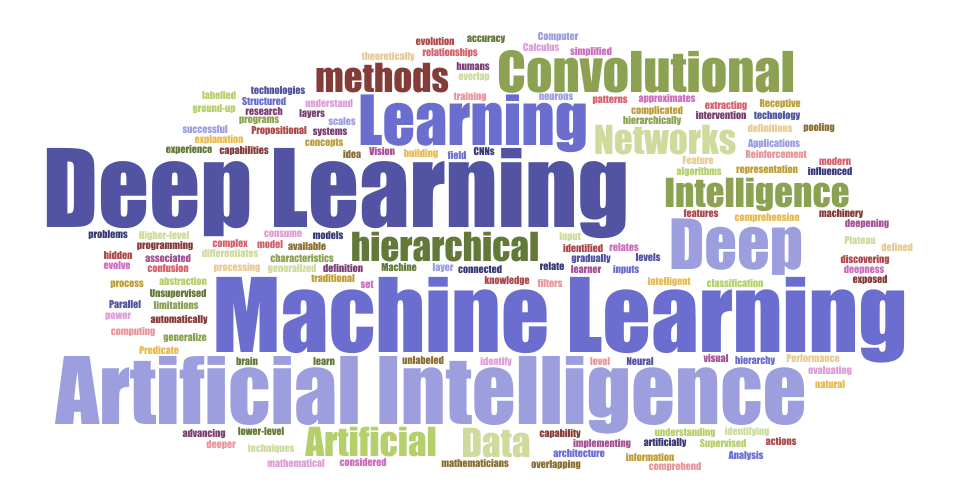 evolution accuracy Computer
theoretically relationships Calculus simplified
methods humans overlap Convolutional
labelled technologies training neurons patterns approximates
ground-up Structured understand Learning extracting Receptive
research layers complicated intervention technology
programs scales hierarchically
successful Propositional systems Networks definitions pooling
explanation concepts Applications
experience capabilities idea Vision building field CNNs Reinforcement
Deep Learning Feature modern
algorithms representation influenced
Intelligence
features comprehension machinery
problems Higher-level consume models input Deep deepening
programming complex model available hierarchical identified relates Plateau defined
hidden associated differentiates characteristics gradually levels discovering
evolve confusion processing generalized definition Machine layer connected relate learner inputs deepness
process abstraction traditional set knowledge filters intelligent classification exposed
Unsupervised
Parallel limitations Machine Learning
power automatically
computing generalize
Predicate
brain learn unlabeled identify level Neural visual hierarchy Performance
evaluating
Artificial Intelligence natural
advancing lower-level Artificial Data capability understanding identifying
deeper techniques implementing artificially Supervised actions
architecture information Analysis
mathematical considered mathematicians overlapping comprehend